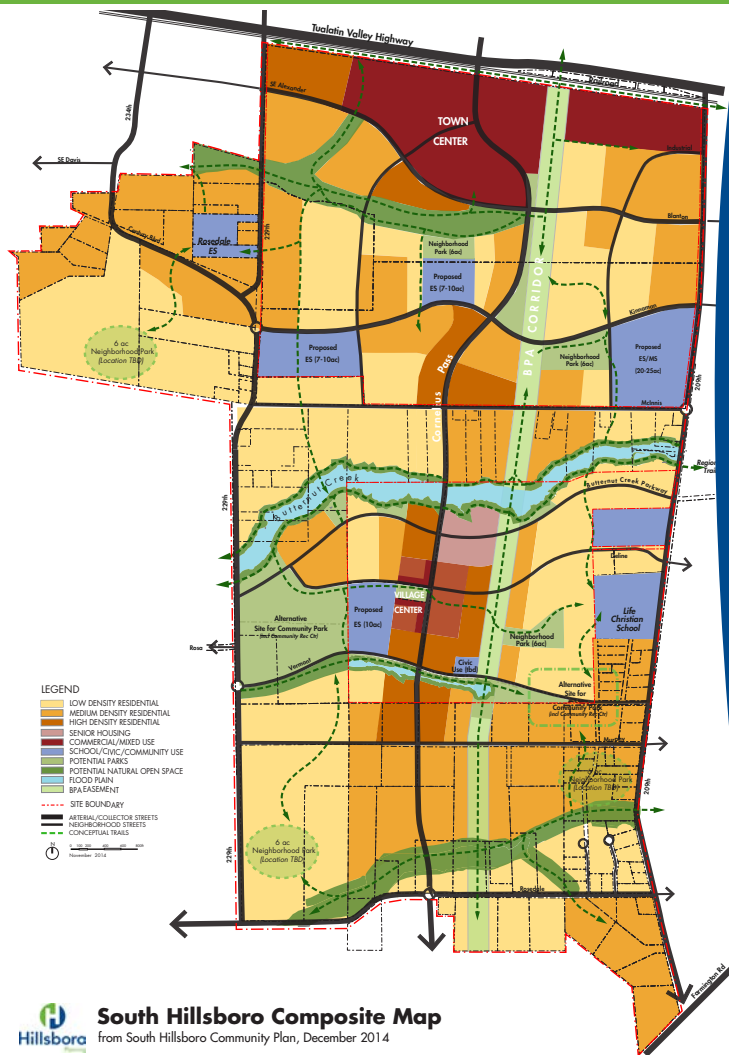 Tualatin Valley Highway
Railroad
234th
SE Alexander
TOWN
CENTER
Industrial
SE Davis
Blanton
229th
Century Blvd
Rosedale
ES
Neighborhood
Park (6ac)
Proposed
ES (7-10ac)
BPA CORRIDOR
Kinnaman
6 ac
Neighborhood Park
(Location TBD)
Proposed
ES (7-10ac)
Neighborhood
Park (6ac)
Proposed
ES/MS
(20-25ac)
209th
Cornelius Pass
McInnis
Butternut Creek
Region
Trail
Butternut Creek Parkway
229th
Deline
VILLAGE
CENTER
Alternative
Site for Community Park
(incl Community Rec Ctr)
Proposed
ES (10ac)
Life
Christian
School
Neighborhood
Park (6ac)
Rosa
Vermont
Civic
Use (tbd)
Alternative
Site for
Community Park
(incl Community Rec Ctr)
Murphy
Neighborhood Park
(Location TBD)
209th
6 ac
Neighborhood Park
(Location TBD
229th
Rosedale
Farmington Rd
LEGEND
LOW DENSITY RESIDENTIAL
MEDIUM DENSITY RESIDENTIAL
HIGH DENSITY RESIDENTIAL
SENIOR HOUSING
COMMERCIAL/MIXED USE
SCHOOL/CIVIC/COMMUNITY USE
POTENTIAL PARKS
POTENTIAL NATURAL OPEN SPACE
FLOOD PLAIN
BPA EASEMENT
SITE BOUNDARY
ARTERIAL/COLLECTOR STREETS
NEIGHBORHOOD STREETS
CONCEPTUAL TRAILS
N
November 2014
Hillsboro
Planning
South Hillsboro Composite Map
from South Hillsboro Community Plan, December 2014